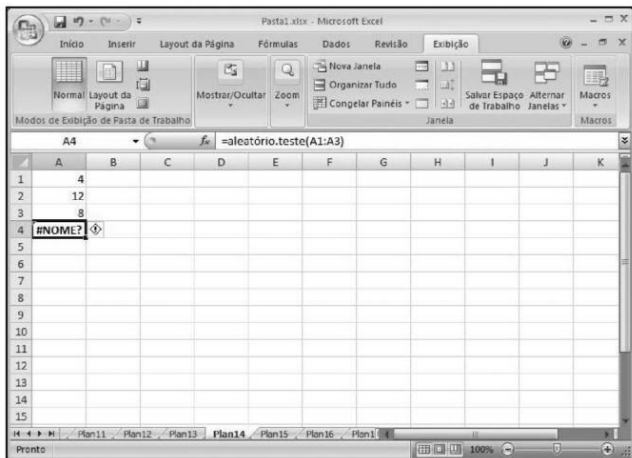 Pasta1.xlsx - Microsoft Excel
Início Inserir Layout da Página Fórmulas Dados Revisão Exibição
Normal Layout da Página
Mostrar/Ocultar
Zoom
Nova Janela
Organizar Tudo
Congelar Painéis
Salvar Espaço de Trabalho
Alternar Janelas
Macros
Modos de Exibição de Pasta de Trabalho
Janela
Macros
A4 fx =aleatório.teste(A1:A3)
A B C D E F G H I J K
1 4
2 12
3 8
4 #NOME?
5
6
7
8
9
10
11
12
13
14
15
Plan11 Plan12 Plan13 Plan14 Plan15 Plan16 Plan1
Pronto 100%